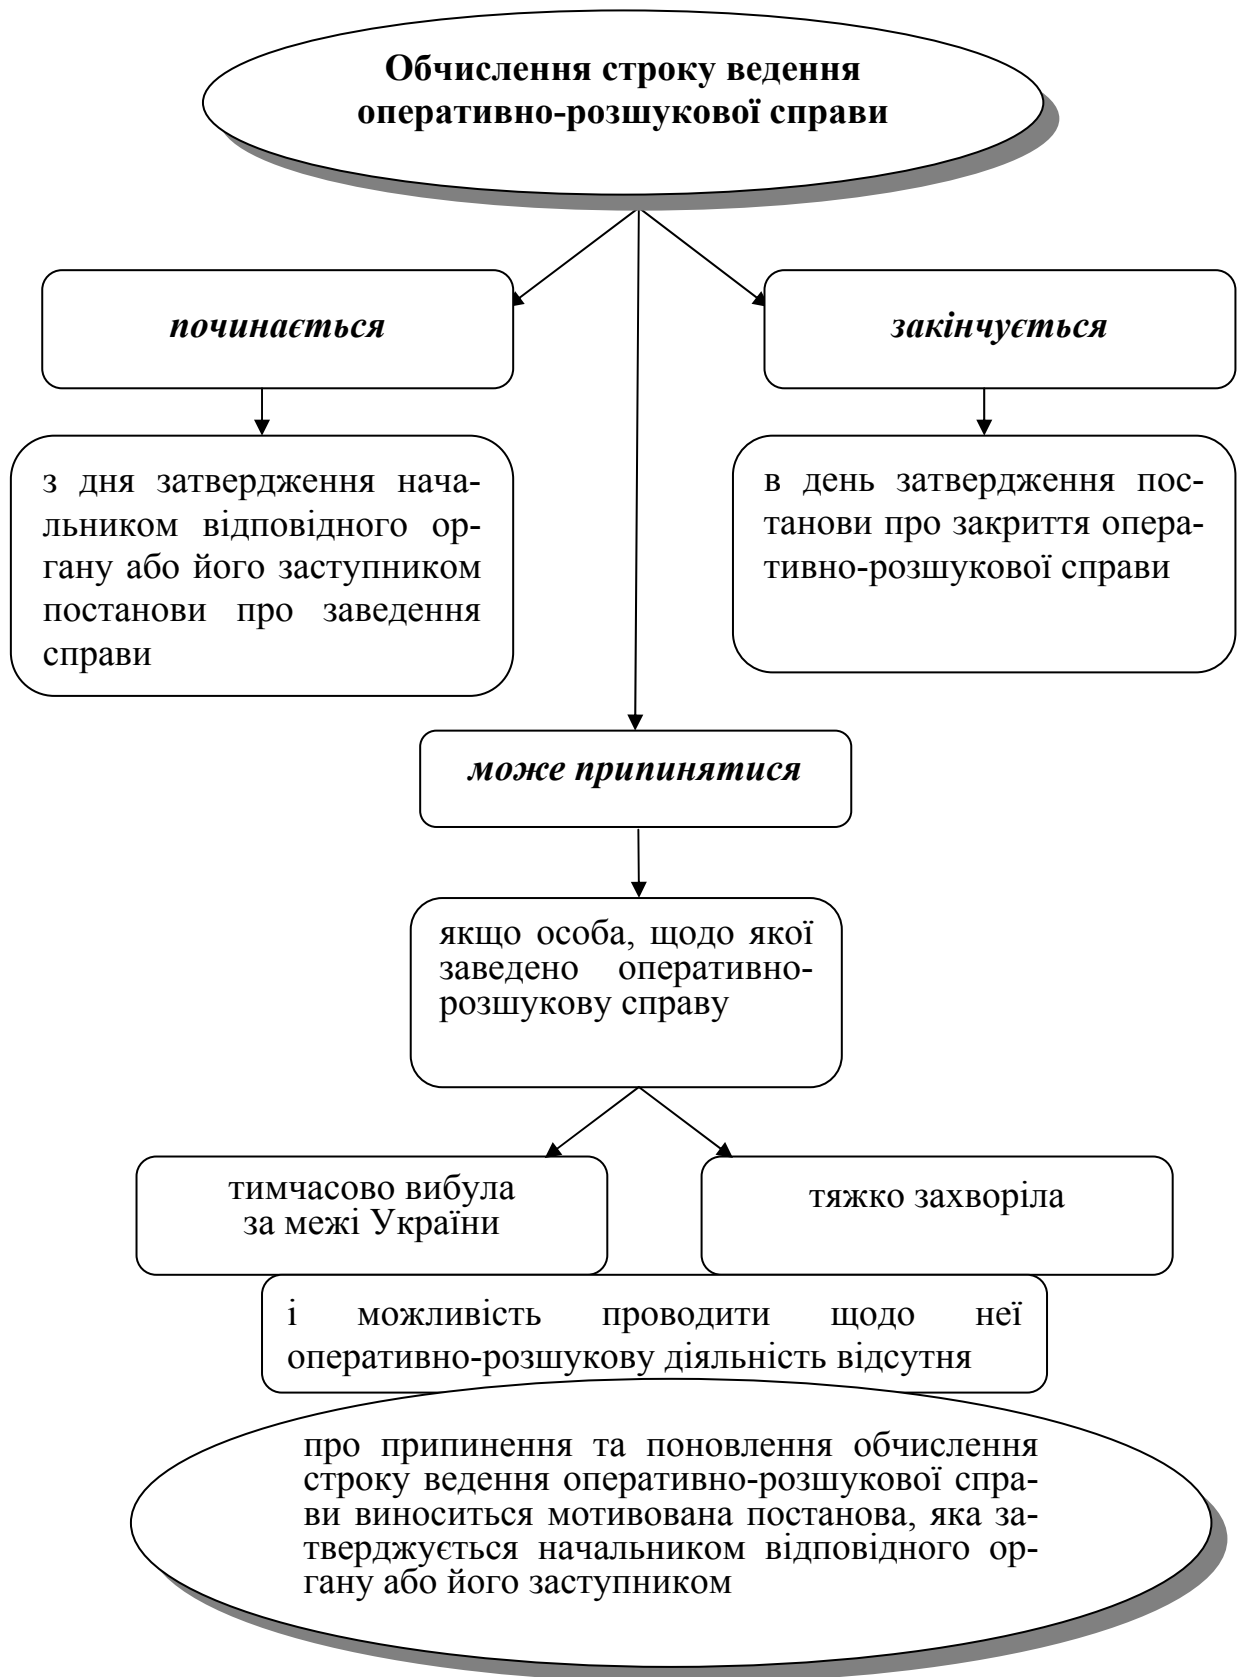 Обчислення строку ведення
оперативно-розшукової справи
починається
закінчується
з дня затвердження нача-
льником відповідного ор-
гану або його заступником
постанови про заведення
справи
в день затвердження пос-
танови про закриття опера-
тивно-розшукової справи
може припинятися
якщо особа, щодо якої
заведено оперативно-
розшукову справу
тимчасово вибула
за межі України
тяжко захворіла
і можливість проводити щодо неї
оперативно-розшукову діяльність відсутня
про припинення та поновлення обчислення
строку ведення оперативно-розшукової спра-
ви виноситься мотивована постанова, яка за-
тверджується начальником відповідного ор-
гану або його заступником